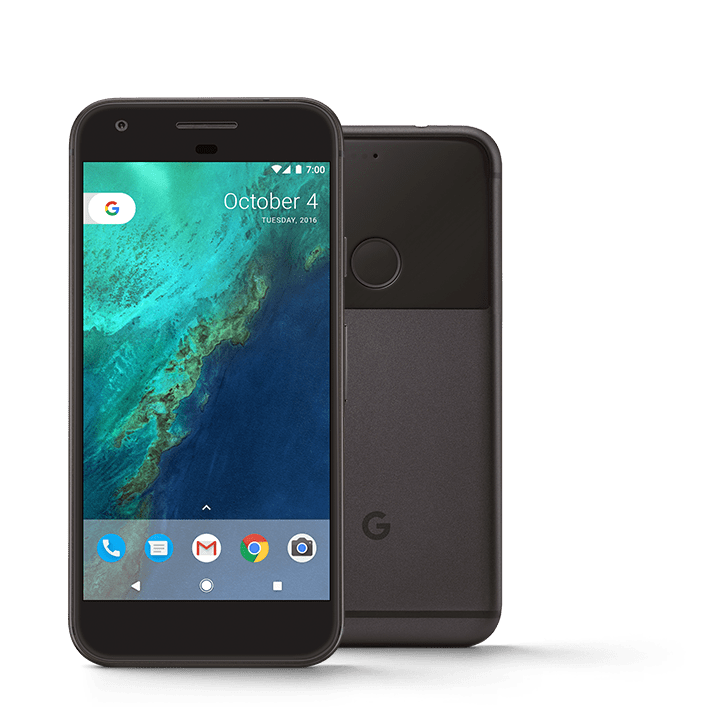 7:00
October 4
TUESDAY, 2016
G
G